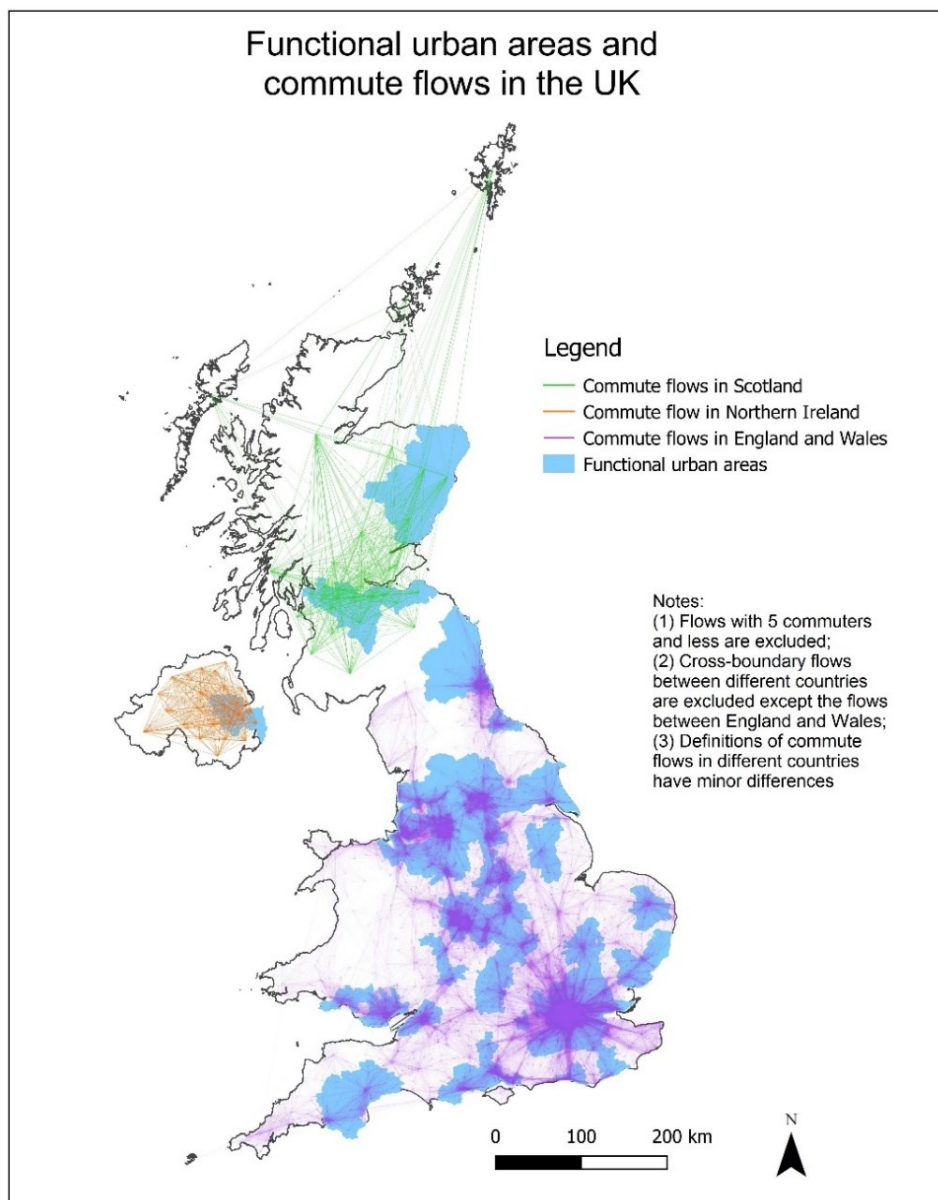 Functional urban areas and
commute flows in the UK
Legend
Commute flows in Scotland
Commute flow in Northern Ireland
Commute flows in England and Wales
Functional urban areas
Notes:
(1) Flows with 5 commuters
and less are excluded;
(2) Cross-boundary flows
between different countries
are excluded except the flows
between England and Wales;
(3) Definitions of commute
flows in different countries
have minor differences
N
0 100 200 km